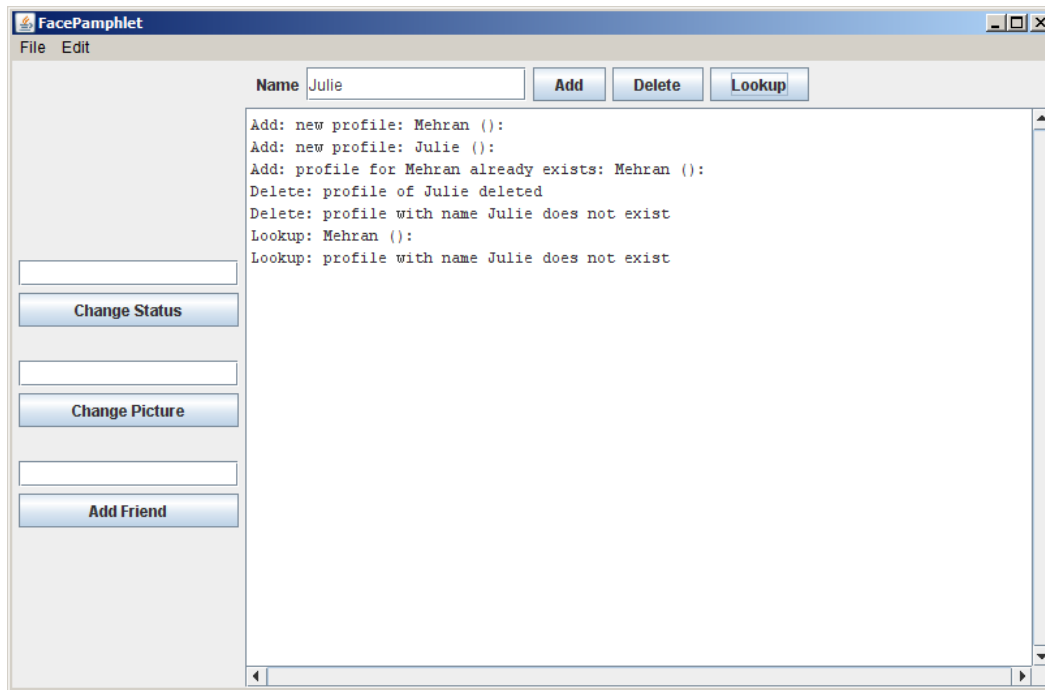 FacePamphlet
File Edit
Name Julie Add Delete Lookup
Add: new profile: Mehran ():
Add: new profile: Julie ():
Add: profile for Mehran already exists: Mehran ():
Delete: profile of Julie deleted
Delete: profile with name Julie does not exist
Lookup: Mehran ():
Lookup: profile with name Julie does not exist
Change Status
Change Picture
Add Friend